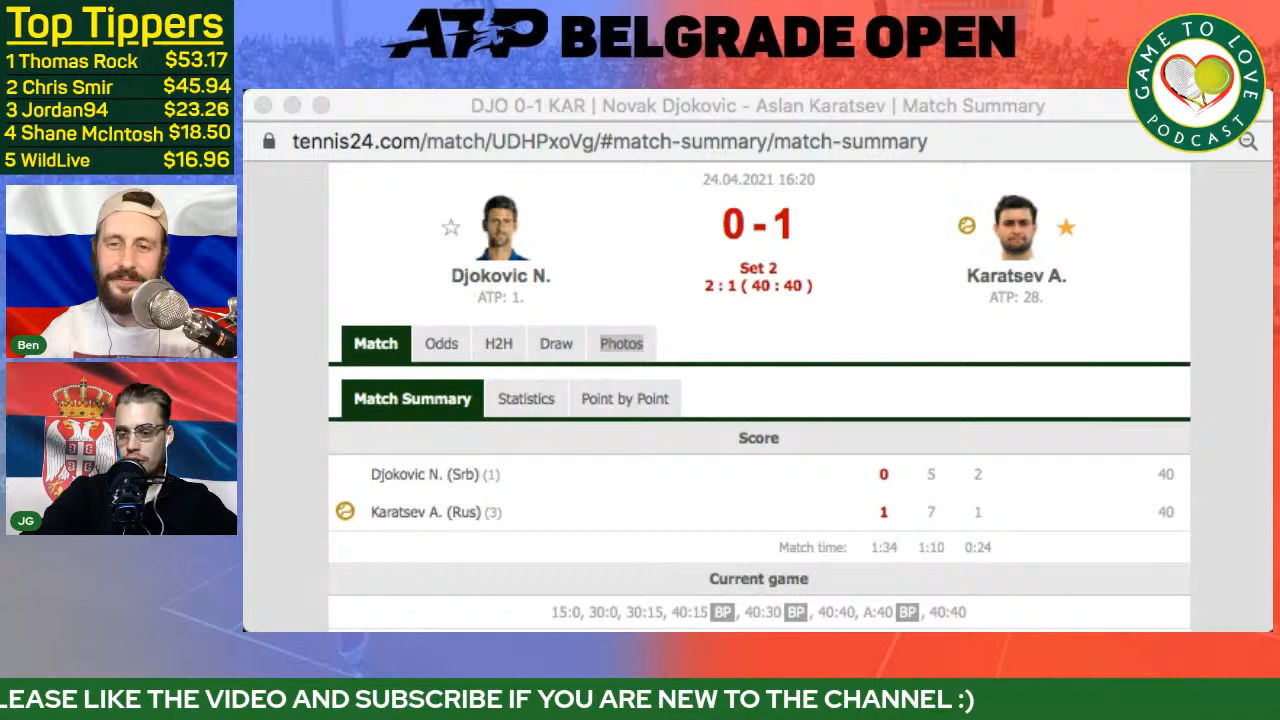 Top Tippers
1 Thomas Rock $53.17
2 Chris Smir $45.94
3 Jordan94 $23.26
4 Shane McIntosh $18.50
5 WildLive $16.96
ATP BELGRADE OPEN
GAME TO LOVE
PODCAST
DJO 0-1 KAR | Novak Djokovic - Aslan Karatsev | Match Summary
tennis24.com/match/UDHPxoVg/#match-summary/match-summary
24.04.2021 16:20
0 - 1
Set 2
2 : 1 ( 40 : 40 )
Djokovic N.
ATP: 1.
Karatsev A.
ATP: 28.
Match Odds H2H Draw Photos
Match Summary Statistics Point by Point
Score
Djokovic N. (Srb) (1) 0 5 2 40
Karatsev A. (Rus) (3) 1 7 1 40
Match time: 1:34 1:10 0:24
Current game
15:0, 30:0, 30:15, 40:15 BP , 40:30 BP , 40:40, A:40 BP , 40:40
Ben
JG
LEASE LIKE THE VIDEO AND SUBSCRIBE IF YOU ARE NEW TO THE CHANNEL :)